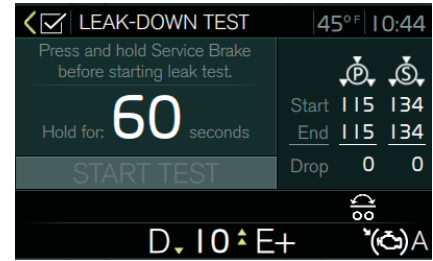 LEAK-DOWN TEST 45°F 10:44
Press and hold Service Brake
before starting leak test.
Hold for: 60 seconds
START TEST
P S
Start 115 134
End 115 134
Drop 0 0
D 10 E+ A